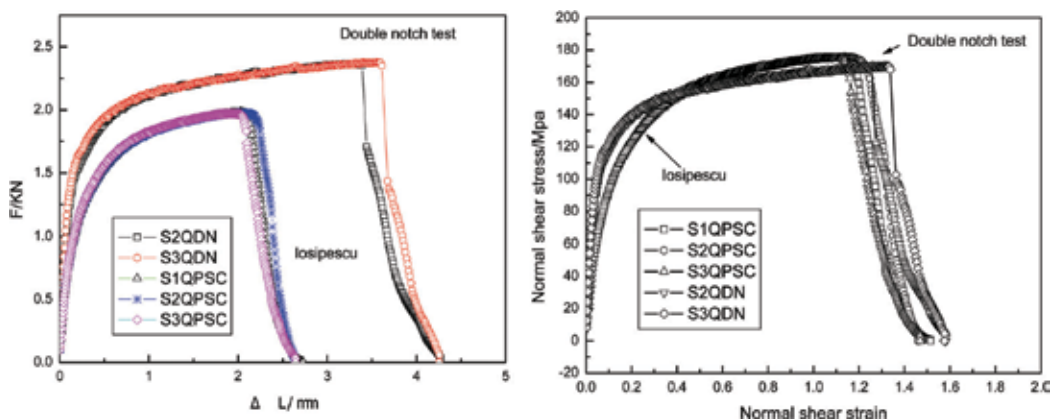 Double notch test
2.5
2.0
1.5
1.0
0.5
0.0
F/KN
S2QDN
S3QDN
S1QPSC
S2QPSC
S3QPSC
Iosipescu
0 1 2 3 4 5
Δ L/mm
200
180
160
140
120
100
80
60
40
20
0
-20
Normal shear stress/Mpa
Double notch test
Iosipescu
S1QPSC
S2QPSC
S3QPSC
S2QDN
S3QDN
0.0 0.2 0.4 0.6 0.8 1.0 1.2 1.4 1.6 1.8
Normal shear strain